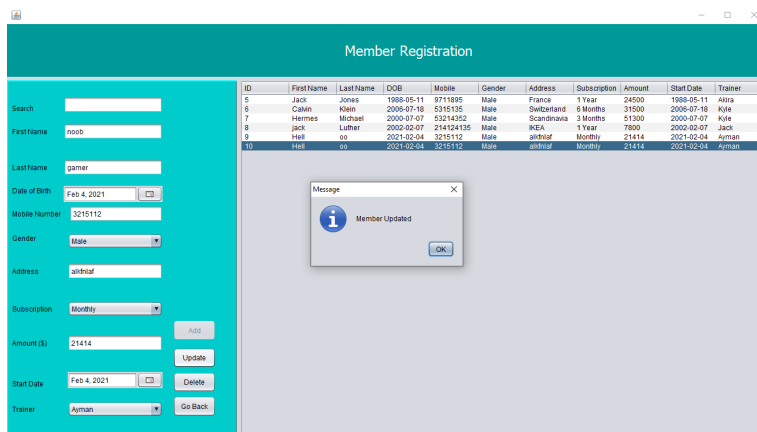 Member Registration
Search
First Name noob
Last Name gamer
Date of Birth Feb 4, 2021
Mobile Number 3215112
Gender Male
Address alkfnlaf
Subscription Monthly
Add
Amount ($) 21414
Update
Start Date Feb 4, 2021
Delete
Trainer Ayman
Go Back
ID First Name Last Name DOB Mobile Gender Address Subscription Amount Start Date Trainer
5 Jack Jones 1988-05-11 9711895 Male France 1 Year 24500 1988-05-11 Akira
6 Calvin Klein 2006-07-18 5315135 Male Switzerland 6 Months 31500 2006-07-18 Kyle
7 Hermes Michael 2000-07-07 53214352 Male Scandinavia 3 Months 51300 2000-07-07 Kyle
8 jack Luther 2002-02-07 214124135 Male IKEA 1 Year 7800 2002-02-07 Jack
9 Hell oo 2021-02-04 3215112 Male alkfnlaf Monthly 21414 2021-02-04 Ayman
10 Hell oo 2021-02-04 3215112 Male alkfnlaf Monthly 21414 2021-02-04 Ayman
Message
Member Updated
OK